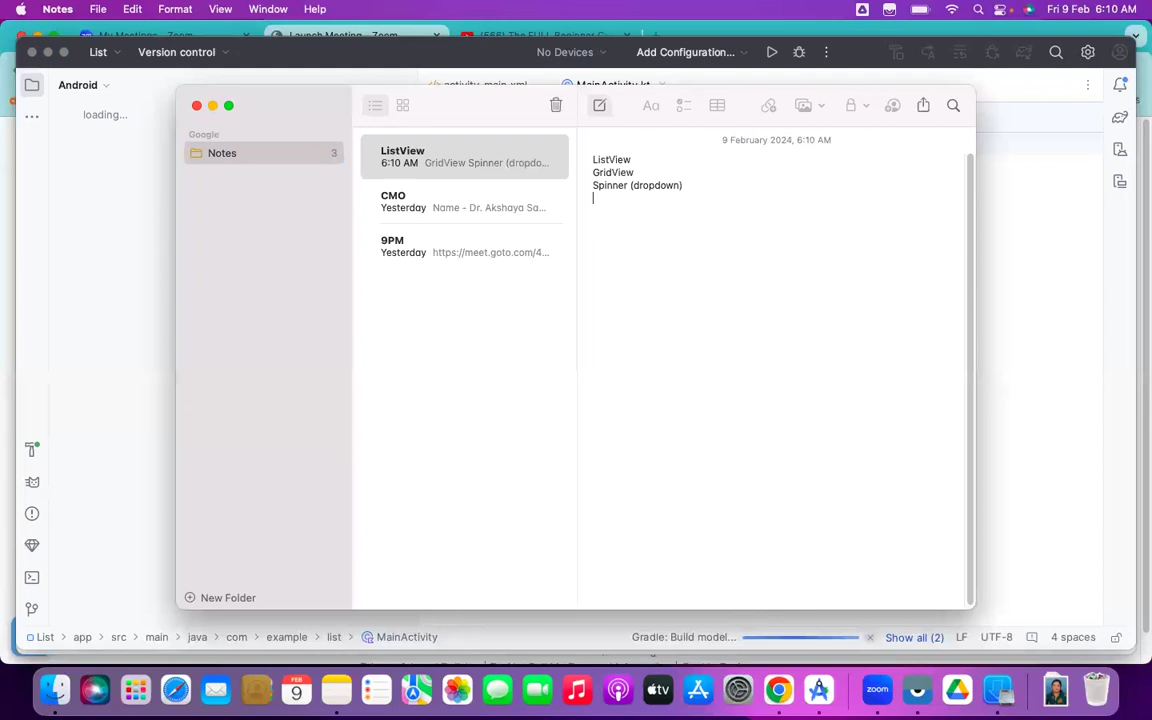 Notes File Edit Format View Window Help Fri 9 Feb 6:10 AM
List Version control No Devices Add Configuration...
Android
loading...
Google
Notes 3
ListView
6:10 AM GridView Spinner (dropdo...
CMO
Yesterday Name - Dr. Akshaya Sa...
9PM
Yesterday https://meet.goto.com/4...
New Folder
9 February 2024, 6:10 AM
ListView
GridView
Spinner (dropdown)
List app src main java com example list MainActivity Gradle: Build model... Show all (2) LF UTF-8 4 spaces
FEB
9
zoom
tv